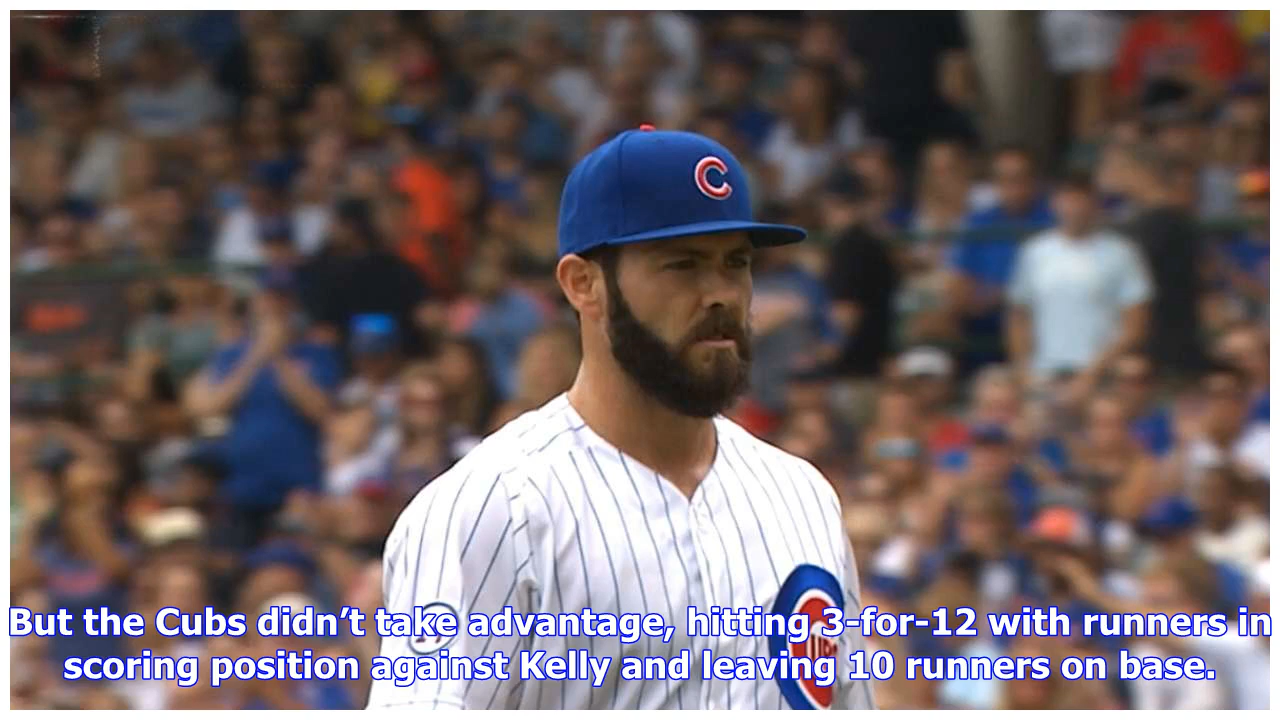 C
But the Cubs didn’t take advantage, hitting 3-for-12 with runners in
scoring position against Kelly and leaving 10 runners on base.